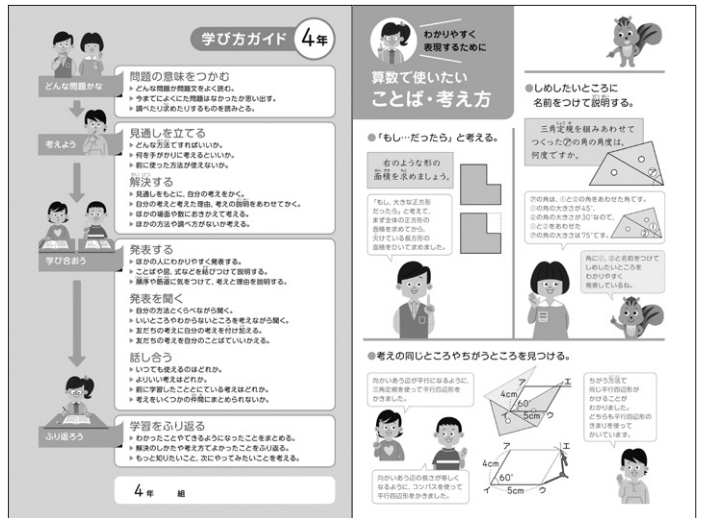 学び方ガイド 4年
どんな問題かな
問題の意味をつかむ
▶ どんな問題か問題文をよく読む。
▶ 今までによくにた問題はなかったか思い出す。
▶ 調べたり求めたりするものを読みとる。
考えよう
見通しを立てる
▶ どんな方法ですればいいか。
▶ 何を手がかりに考えるといいか。
▶ 前に使った方法が使えないか。
解決する
▶ 見通しをもとに、自分の考えをかく。
▶ 自分の考えと考えた理由、考えの説明をあわせてかく。
▶ ほかの場面や数におきかえて考える。
▶ ほかの方法や調べ方がないか考える。
学び合おう
発表する
▶ ほかの人にわかりやすく発表する。
▶ ことばや図、式などを結びつけて説明する。
▶ 順序や筋道に気をつけて、考えと理由を説明する。
発表を聞く
▶ 自分の方法とくらべながら聞く。
▶ いいところやわからないところを考えながら聞く。
▶ 友だちの考えに自分の考えを付け加える。
▶ 友だちの考えを自分のことばでいいかえる。
話し合う
▶ いつでも使えるのはどれか。
▶ よりいい考えはどれか。
▶ 前に学習したこととにている考えはどれか。
▶ 考えをいくつかの仲間にまとめられないか。
ふり返ろう
学習をふり返る
▶ わかったことやできるようになったことをまとめる。
▶ 解決のしかたや考え方でよかったことをふり返る。
▶ もっと知りたいこと、次にやってみたいことを考える。
4年 組
わかりやすく
表現するために
算数で使いたい
ことば・考え方
●「もし…だったら」と考える。
右のような形の
面積を求めましょう。
「もし、大きな正方形
だったら」と考えて、
まず全体の正方形の
面積を求めてから、
欠けている長方形の
面積をひいて求めました。
●しめしたいところに
名前をつけて説明する。
三角定規を組みあわせて
つくった㋐の角の角度は、
何度ですか。
㋐
㋐の角は、①と②の角をあわせた角です。
①の角の大きさが45°、
②の角の大きさが30°なので、
①と②をあわせた
㋐の角の大きさは75°です。
①
②
角に①、②と名前をつけて
しめしたいところを
わかりやすく
発表しているね。
●考えの同じところやちがうところを見つける。
向かいあう辺が平行になるように、
三角定規を使って平行四辺形を
かきました。
ア エ
4cm
60°
イ 5cm ウ
ちがう方法で
同じ平行四辺形が
かけることが
わかりました。
どちらも平行四辺形の
きまりを使って
かいています。
向かいあう辺の長さが等しく
なるように、コンパスを使って
平行四辺形をかきました。
ア エ
4cm
60°
イ 5cm ウ